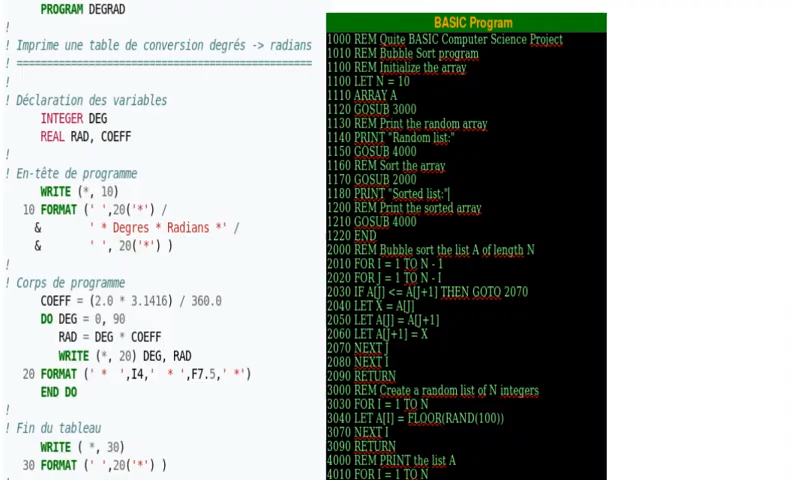 PROGRAM DEGRAD
!
! Imprime une table de conversion degrés -> radians
! =================================================
!
! Déclaration des variables
INTEGER DEG
REAL RAD, COEFF
!
! En-tête de programme
WRITE (*, 10)
10 FORMAT (' ',20('*') /
& ' * Degres * Radians *' /
& ' ', 20('*') )
!
! Corps de programme
COEFF = (2.0 * 3.1416) / 360.0
DO DEG = 0, 90
RAD = DEG * COEFF
WRITE (*, 20) DEG, RAD
20 FORMAT (' * ',I4,' * ',F7.5,' *')
END DO
!
! Fin du tableau
WRITE ( *, 30)
30 FORMAT (' ',20('*') )
BASIC Program
1000 REM Quite BASIC Computer Science Project
1010 REM Bubble Sort program
1100 REM Initialize the array
1100 LET N = 10
1110 ARRAY A
1120 GOSUB 3000
1130 REM Print the random array
1140 PRINT "Random list:"
1150 GOSUB 4000
1160 REM Sort the array
1170 GOSUB 2000
1180 PRINT "Sorted list:"
1200 REM Print the sorted array
1210 GOSUB 4000
1220 END
2000 REM Bubble sort the list A of length N
2010 FOR I = 1 TO N - 1
2020 FOR J = 1 TO N - I
2030 IF A[J] <= A[J+1] THEN GOTO 2070
2040 LET X = A[J]
2050 LET A[J] = A[J+1]
2060 LET A[J+1] = X
2070 NEXT J
2080 NEXT I
2090 RETURN
3000 REM Create a random list of N integers
3030 FOR I = 1 TO N
3040 LET A[I] = FLOOR(RAND(100))
3070 NEXT I
3090 RETURN
4000 REM PRINT the list A
4010 FOR I = 1 TO N